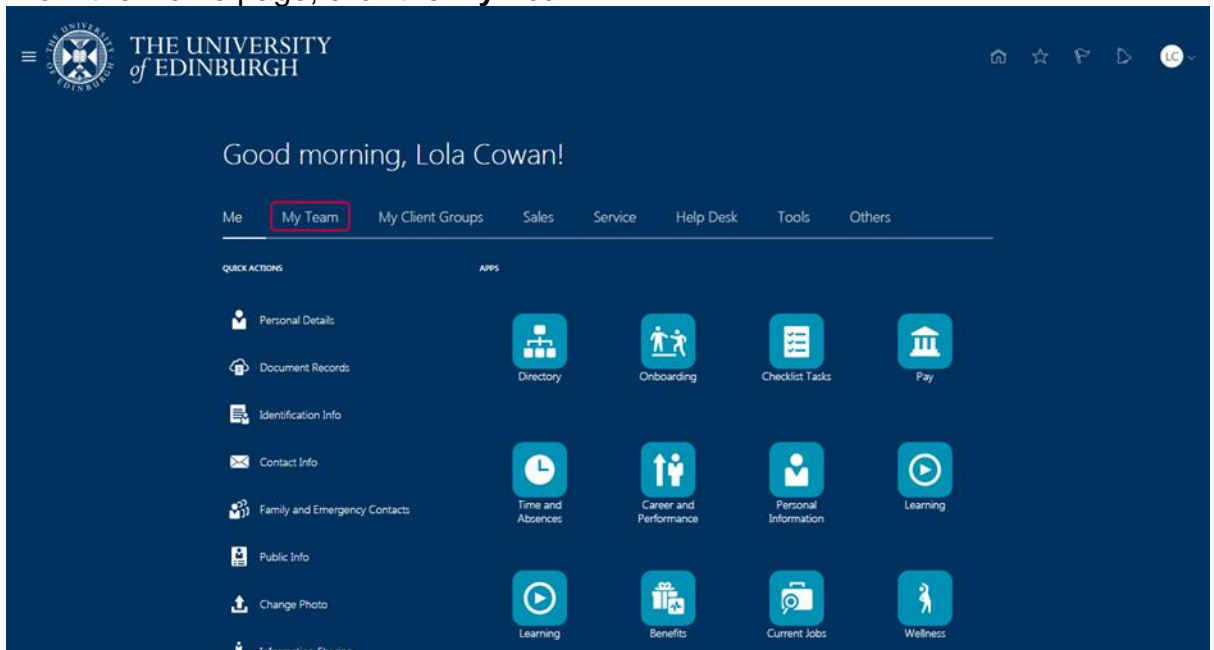 THE UNIVERSITY
of EDINBURGH
LC
Good morning, Lola Cowan!
Me My Team My Client Groups Sales Service Help Desk Tools Others
QUICK ACTIONS
APPS
Personal Details
Document Records
Identification Info
Contact Info
Family and Emergency Contacts
Public Info
Change Photo
Directory
Onboarding
Checklist Tasks
Pay
Time and
Absences
Career and
Performance
Personal
Information
Learning
Learning
Benefits
Current Jobs
Wellness